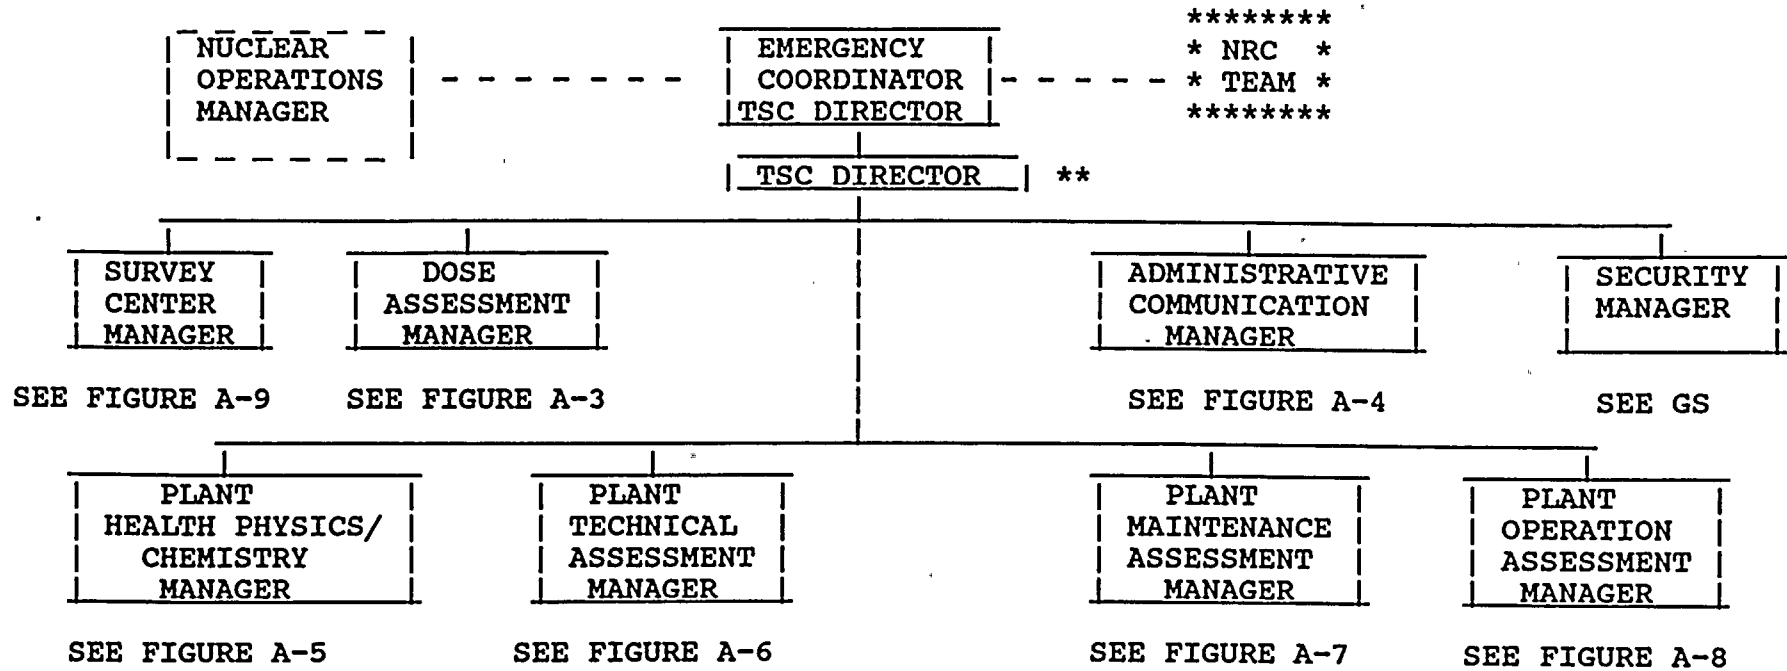 NUCLEAR
OPERATIONS
MANAGER
EMERGENCY
COORDINATOR
TSC DIRECTOR
********
* NRC *
* TEAM *
********
TSC DIRECTOR **
SURVEY
CENTER
MANAGER
SEE FIGURE A-9
DOSE
ASSESSMENT
MANAGER
SEE FIGURE A-3
ADMINISTRATIVE
COMMUNICATION
MANAGER
SEE FIGURE A-4
SECURITY
MANAGER
SEE GS
PLANT
HEALTH PHYSICS/
CHEMISTRY
MANAGER
SEE FIGURE A-5
PLANT
TECHNICAL
ASSESSMENT
MANAGER
SEE FIGURE A-6
PLANT
MAINTENANCE
ASSESSMENT
MANAGER
SEE FIGURE A-7
PLANT
OPERATION
ASSESSMENT
MANAGER
SEE FIGURE A-8